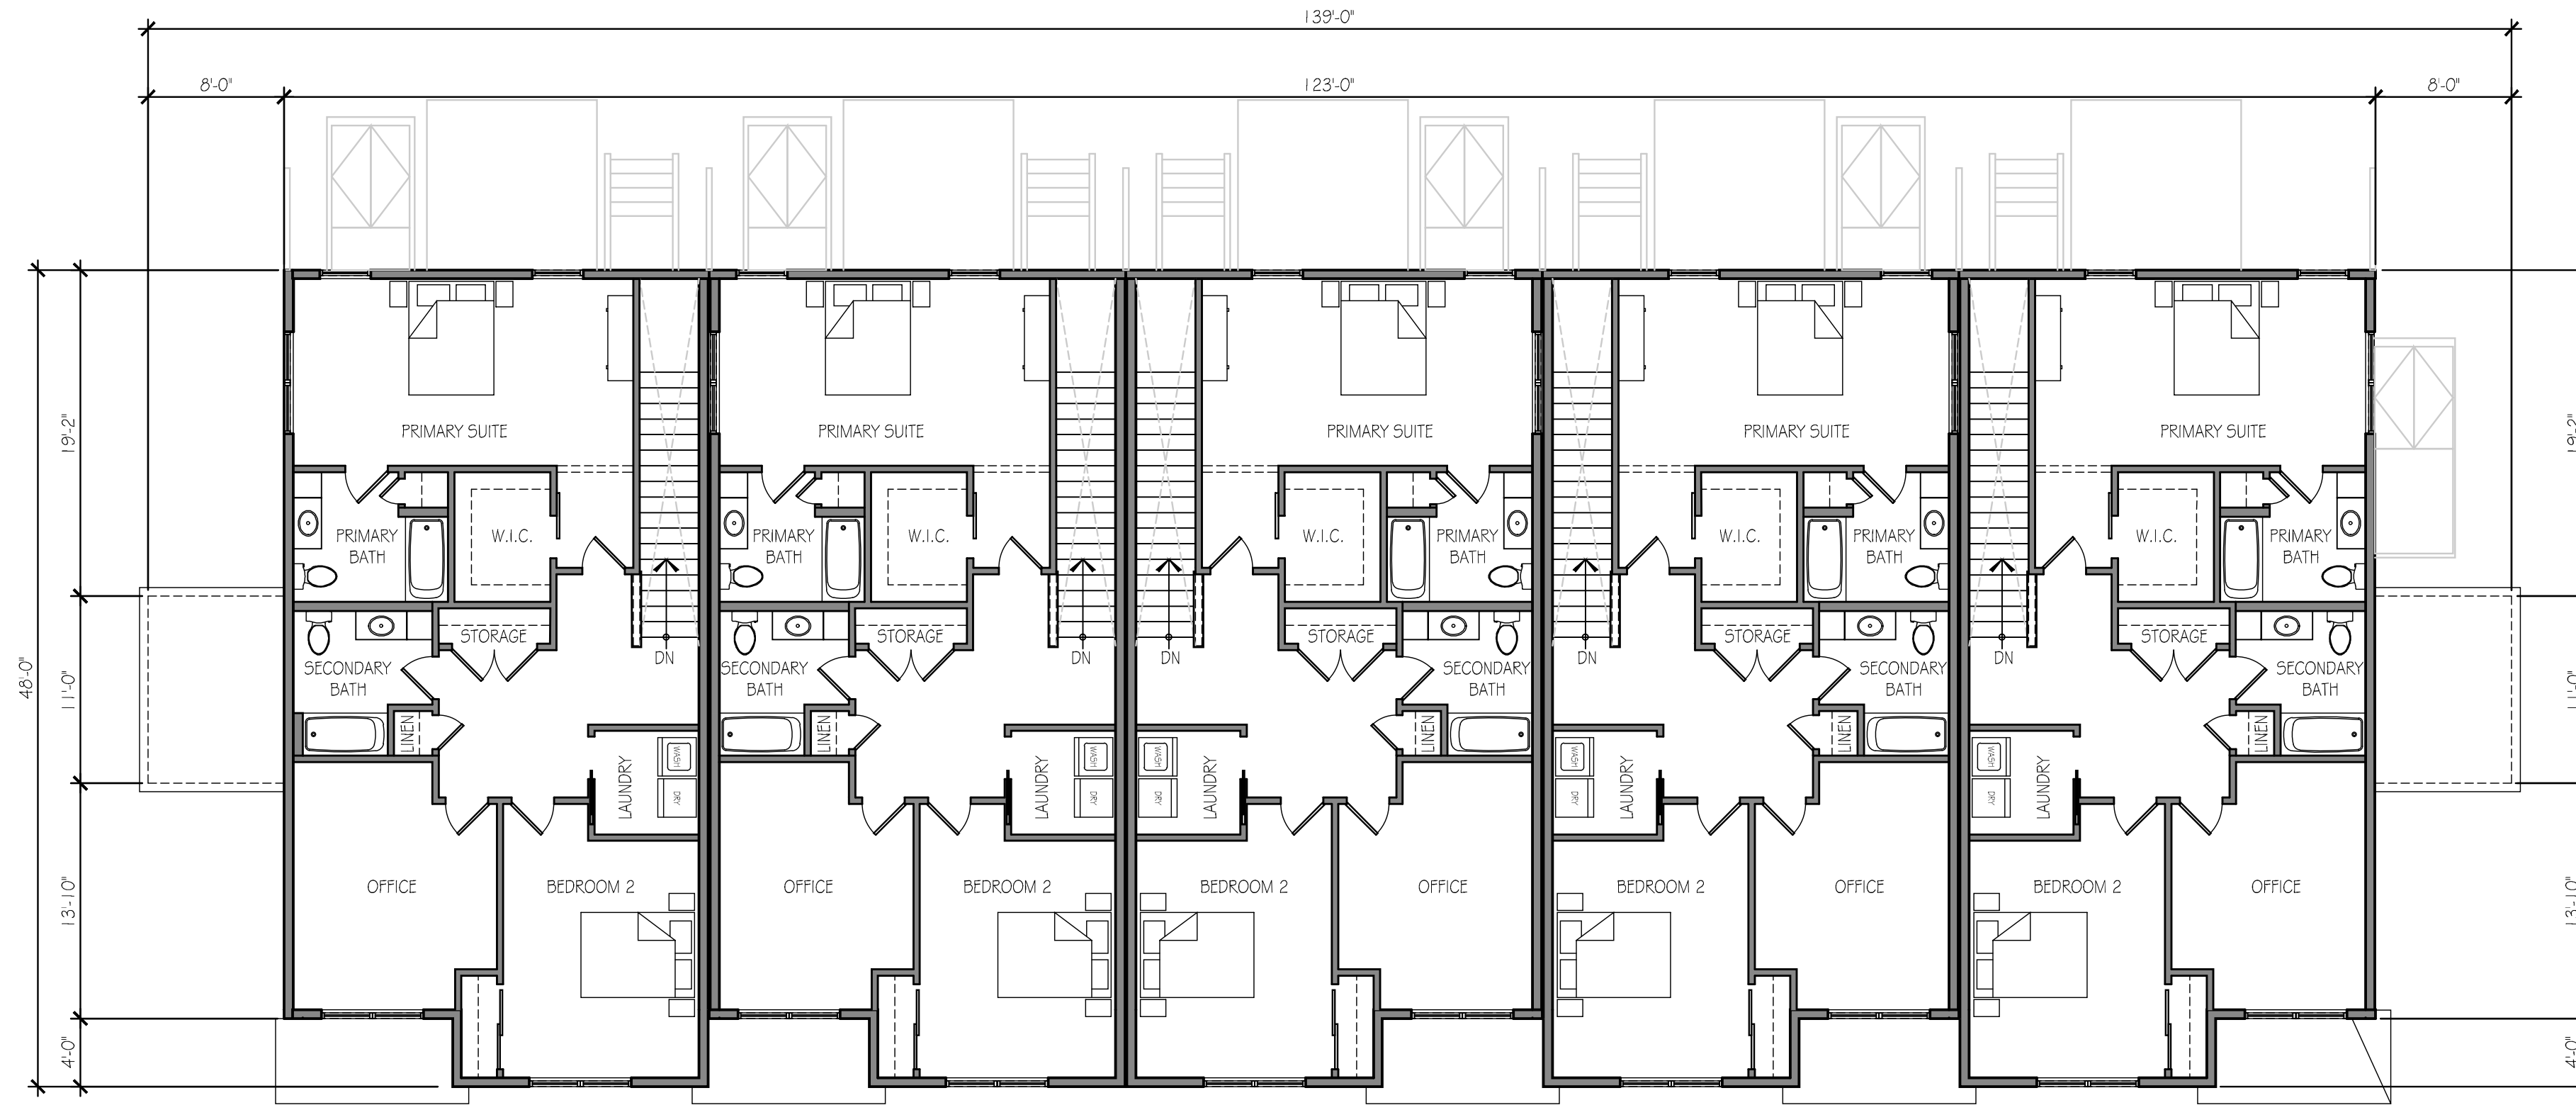 139'-0"
8'-0"
123'-0"
8'-0"
PRIMARY SUITE
PRIMARY SUITE
PRIMARY SUITE
PRIMARY SUITE
PRIMARY SUITE
19'-2"
19'-2"
PRIMARY
BATH
W.I.C.
PRIMARY
BATH
W.I.C.
W.I.C.
PRIMARY
BATH
W.I.C.
PRIMARY
BATH
W.I.C.
PRIMARY
BATH
STORAGE
STORAGE
STORAGE
STORAGE
STORAGE
DN
DN
DN
DN
DN
SECONDARY
BATH
SECONDARY
BATH
SECONDARY
BATH
SECONDARY
BATH
SECONDARY
BATH
48'-0"
11'-0"
11'-0"
LINEN
LINEN
LINEN
LINEN
LINEN
WASH
WASH
WASH
WASH
WASH
LAUNDRY
LAUNDRY
LAUNDRY
LAUNDRY
LAUNDRY
DRY
DRY
DRY
DRY
DRY
13'-10"
OFFICE
BEDROOM 2
OFFICE
BEDROOM 2
BEDROOM 2
OFFICE
BEDROOM 2
OFFICE
BEDROOM 2
OFFICE
13'-10"
4'-0"
4'-0"